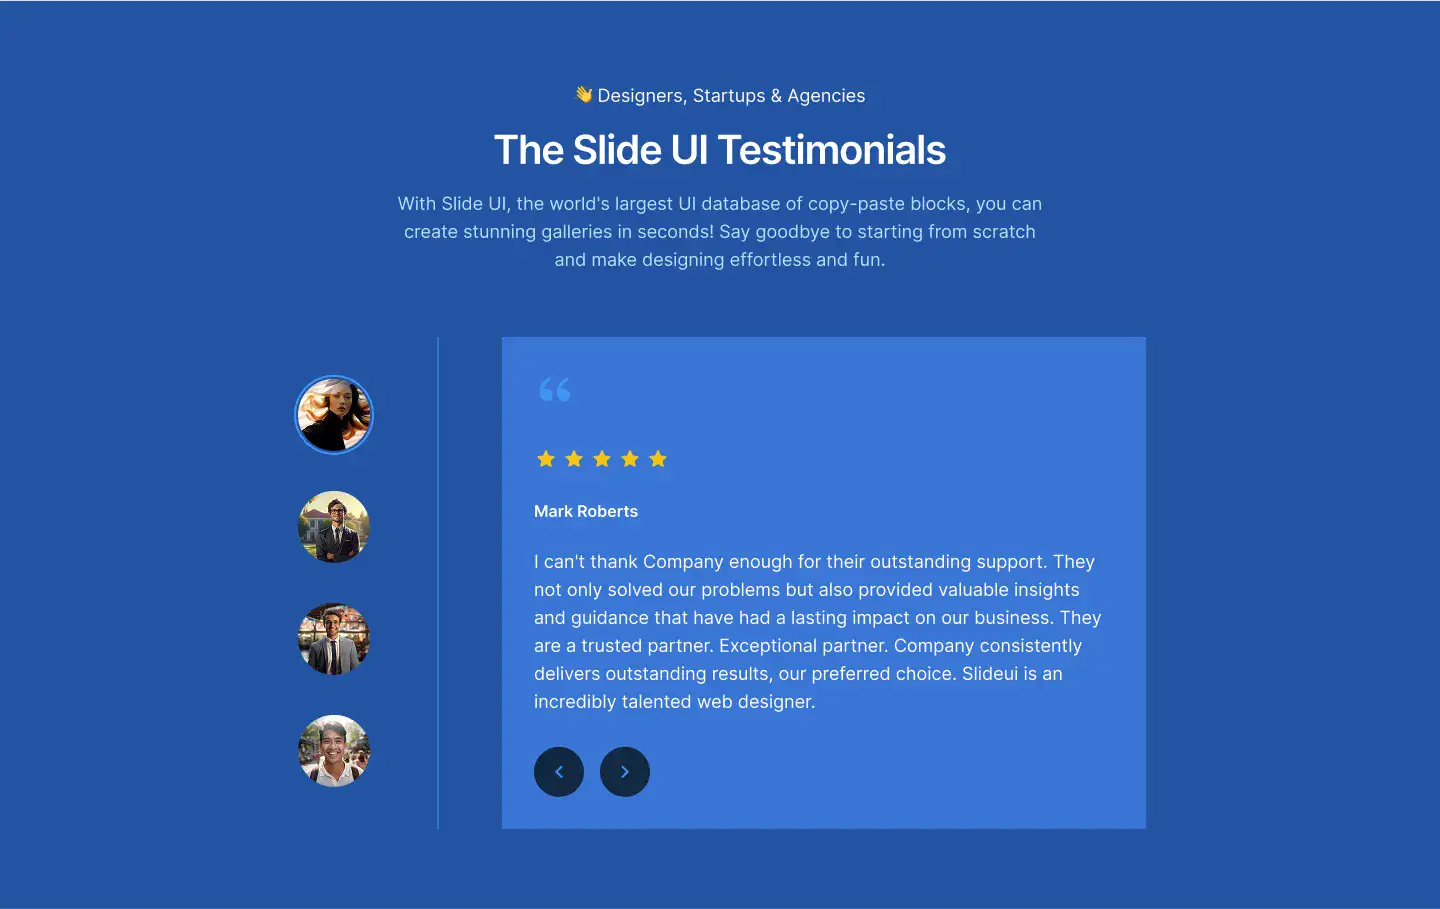 👋 Designers, Startups & Agencies
The Slide UI Testimonials
With Slide UI, the world's largest UI database of copy-paste blocks, you can
create stunning galleries in seconds! Say goodbye to starting from scratch
and make designing effortless and fun.
“
Mark Roberts
I can't thank Company enough for their outstanding support. They
not only solved our problems but also provided valuable insights
and guidance that have had a lasting impact on our business. They
are a trusted partner. Exceptional partner. Company consistently
delivers outstanding results, our preferred choice. Slideui is an
incredibly talented web designer.